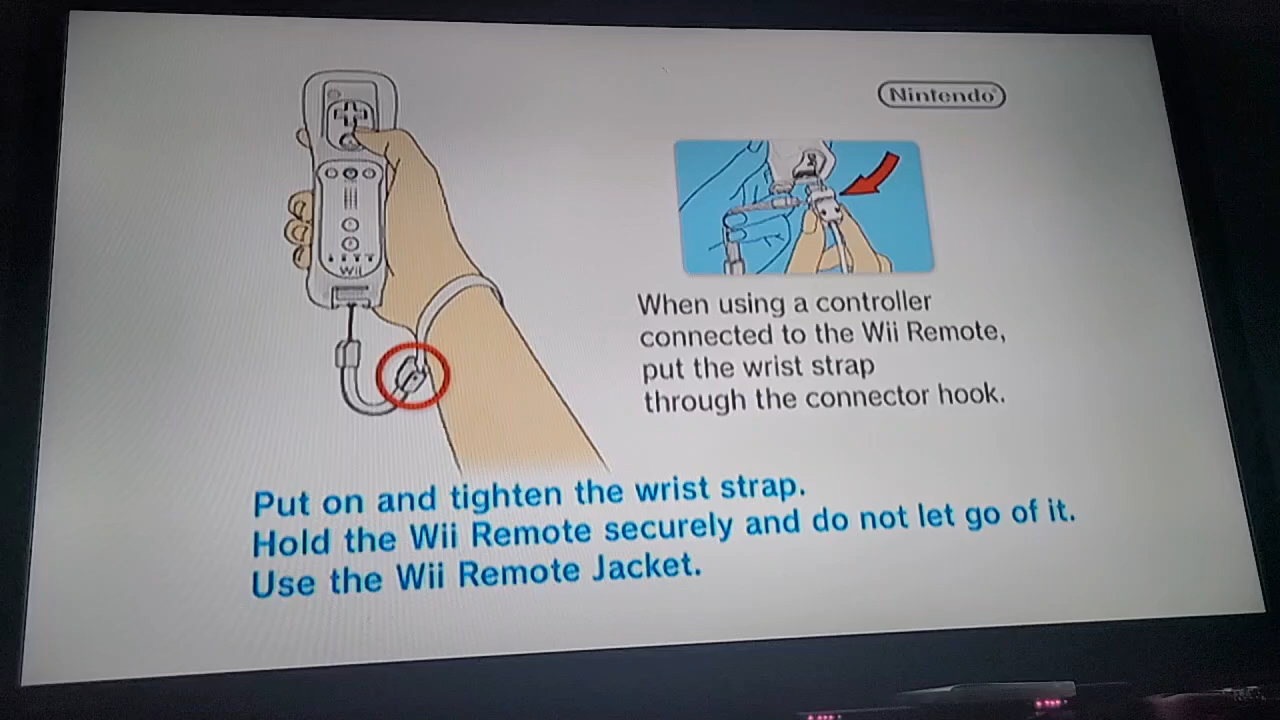 Nintendo
Wii
When using a controller
connected to the Wii Remote,
put the wrist strap
through the connector hook.
Put on and tighten the wrist strap.
Hold the Wii Remote securely and do not let go of it.
Use the Wii Remote Jacket.